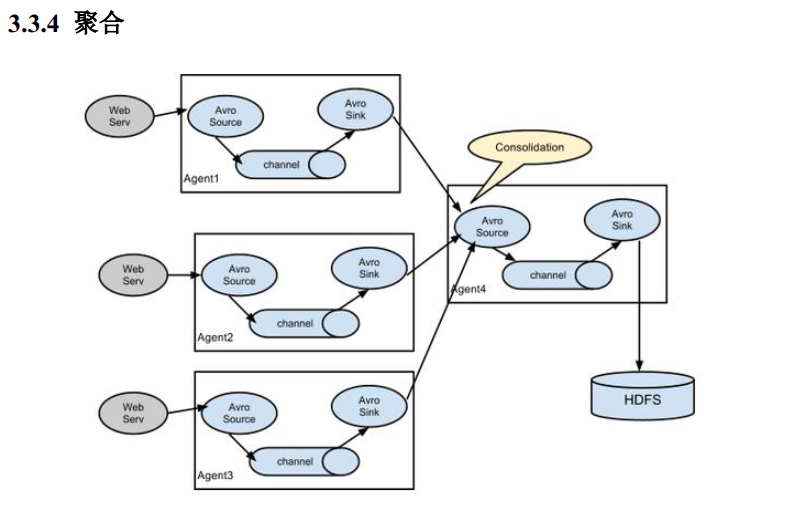 3.3.4 聚合
Web
Serv
Avro
Source
Avro
Sink
channel
Agent1
Consolidation
Web
Serv
Avro
Source
Avro
Sink
channel
Agent2
Avro
Source
Avro
Sink
channel
Agent4
Web
Serv
Avro
Source
Avro
Sink
channel
Agent3
HDFS